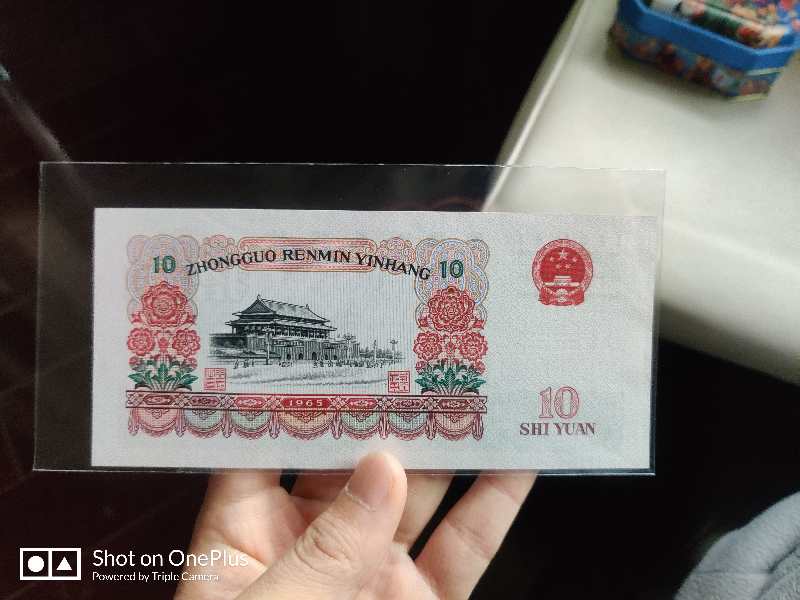 10 ZHONGGUO RENMIN YINHANG 10
1965
10
SHI YUAN
Shot on OnePlus
Powered by Triple Camera